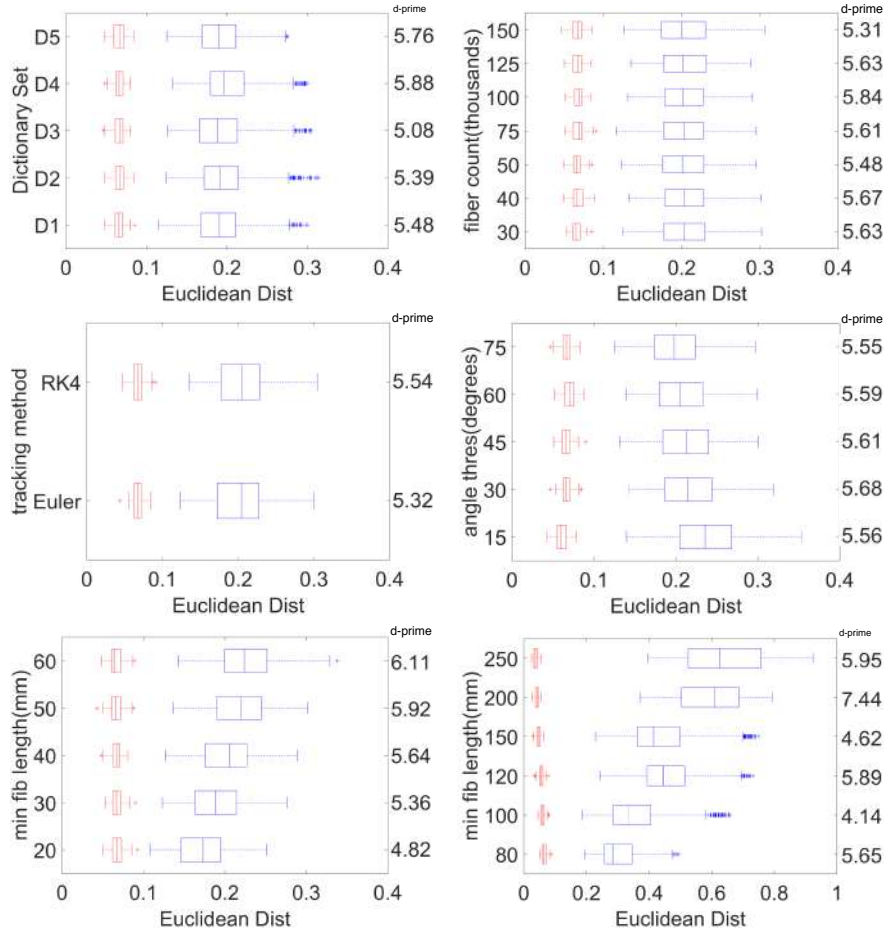 d-prime
Dictionary Set
D5
5.76
D4
5.88
D3
5.08
D2
5.39
D1
5.48
0 0.1 0.2 0.3 0.4
Euclidean Dist
d-prime
fiber count(thousands)
150
5.31
125
5.63
100
5.84
75
5.61
50
5.48
40
5.67
30
5.63
0 0.1 0.2 0.3 0.4
Euclidean Dist
d-prime
tracking method
RK4
5.54
Euler
5.32
0 0.1 0.2 0.3 0.4
Euclidean Dist
d-prime
angle thres(degrees)
75
5.55
60
5.59
45
5.61
30
5.68
15
5.56
0 0.1 0.2 0.3 0.4
Euclidean Dist
d-prime
min fib length(mm)
60
6.11
50
5.92
40
5.64
30
5.36
20
4.82
0 0.1 0.2 0.3 0.4
Euclidean Dist
d-prime
min fib length(mm)
250
5.95
200
7.44
150
4.62
120
5.89
100
4.14
80
5.65
0 0.2 0.4 0.6 0.8 1
Euclidean Dist